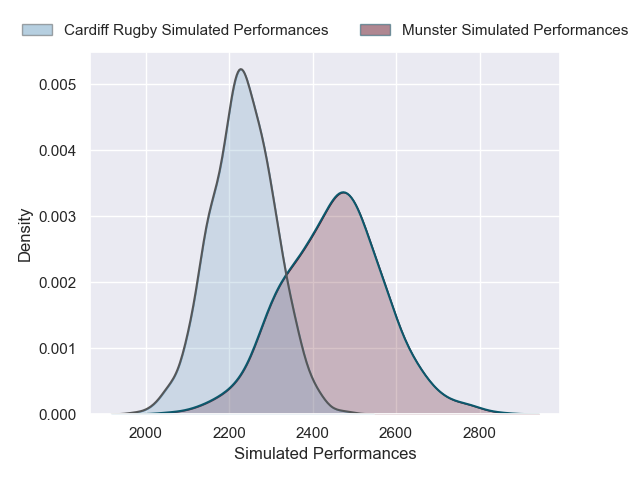 Cardiff Rugby Simulated Performances Munster Simulated Performances
0.005
0.004
0.003
0.002
0.001
0.000
Density
2000 2200 2400 2600 2800
Simulated Performances